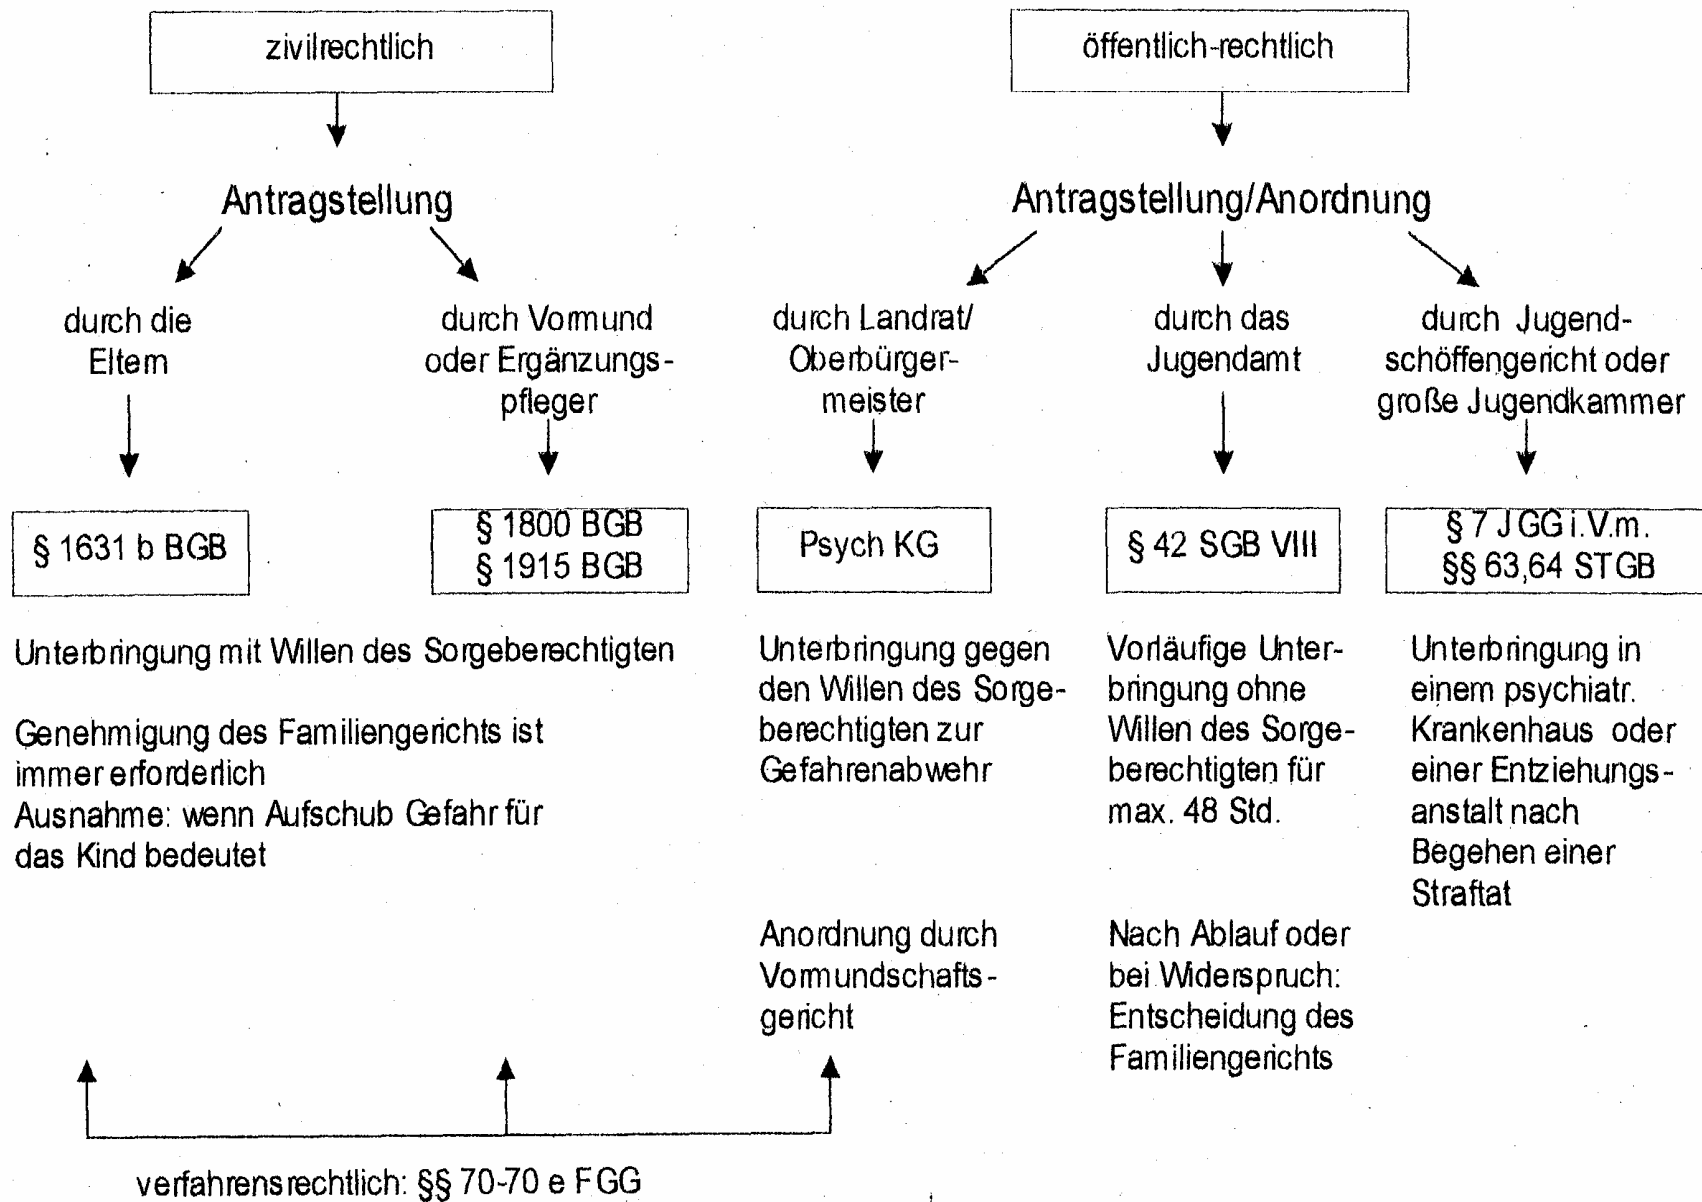 zivilrechtlich
öffentlich-rechtlich
Antragstellung
Antragstellung/Anordnung
durch die
Eltern
durch Vormund
oder Ergänzungs-
pfleger
durch Landrat/
Oberbürger-
meister
durch das
Jugendamt
durch Jugend-
schöffengericht oder
große Jugendkammer
§ 1631 b BGB
§ 1800 BGB
§ 1915 BGB
Psych KG
§ 42 SGB VIII
§ 7 JGG i.V.m.
§§ 63,64 STGB
Unterbringung mit Willen des Sorgeberechtigten
Genehmigung des Familiengerichts ist
immer erforderlich
Ausnahme: wenn Aufschub Gefahr für
das Kind bedeutet
Unterbringung gegen
den Willen des Sorge-
berechtigten zur
Gefahrenabwehr
Anordnung durch
Vormundschafts-
gericht
Vorläufige Unter-
bringung ohne
Willen des Sorge-
berechtigten für
max. 48 Std.
Nach Ablauf oder
bei Widerspruch:
Entscheidung des
Familiengerichts
Unterbringung in
einem psychiatr.
Krankenhaus oder
einer Entziehungs-
anstalt nach
Begehen einer
Straftat
verfahrensrechtlich: §§ 70-70 e FGG